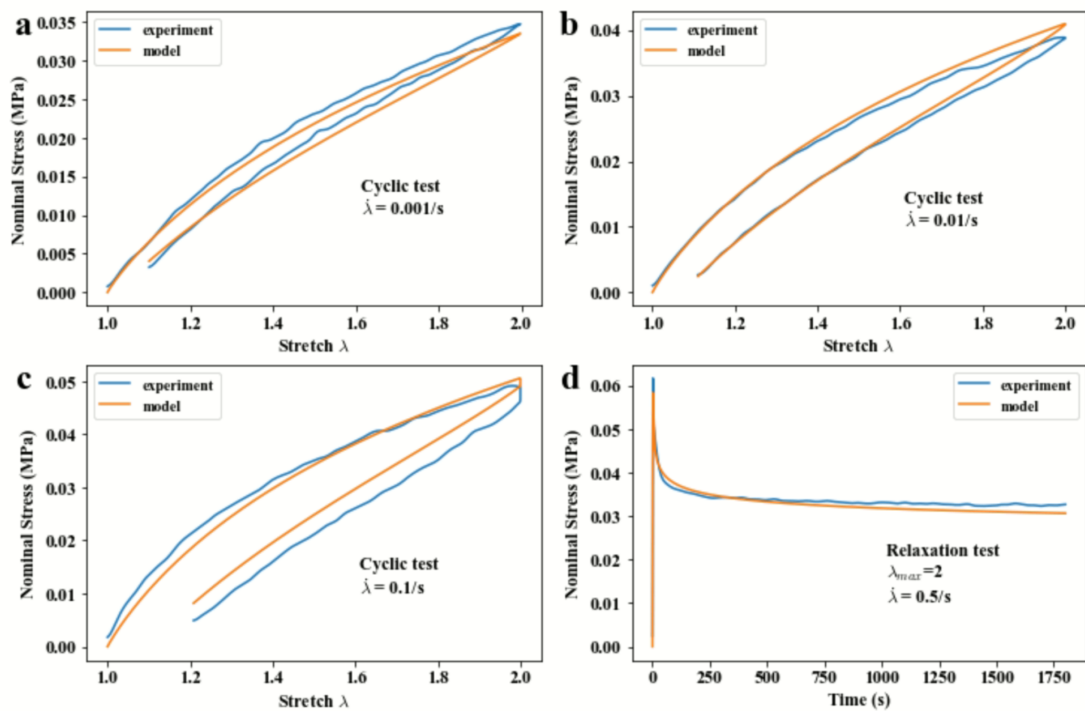 a
experiment
model
0.035
0.030
0.025
0.020
0.015
0.010
0.005
0.000
Nominal Stress (MPa)
Cyclic test
λ̇ = 0.001/s
1.0 1.2 1.4 1.6 1.8 2.0
Stretch λ
b
experiment
model
0.04
0.03
0.02
0.01
0.00
Nominal Stress (MPa)
Cyclic test
λ̇ = 0.01/s
1.0 1.2 1.4 1.6 1.8 2.0
Stretch λ
c
experiment
model
0.05
0.04
0.03
0.02
0.01
0.00
Nominal Stress (MPa)
Cyclic test
λ̇ = 0.1/s
1.0 1.2 1.4 1.6 1.8 2.0
Stretch λ
d
experiment
model
0.06
0.05
0.04
0.03
0.02
0.01
0.00
Nominal Stress (MPa)
Relaxation test
λmax=2
λ̇ = 0.5/s
0 250 500 750 1000 1250 1500 1750
Time (s)